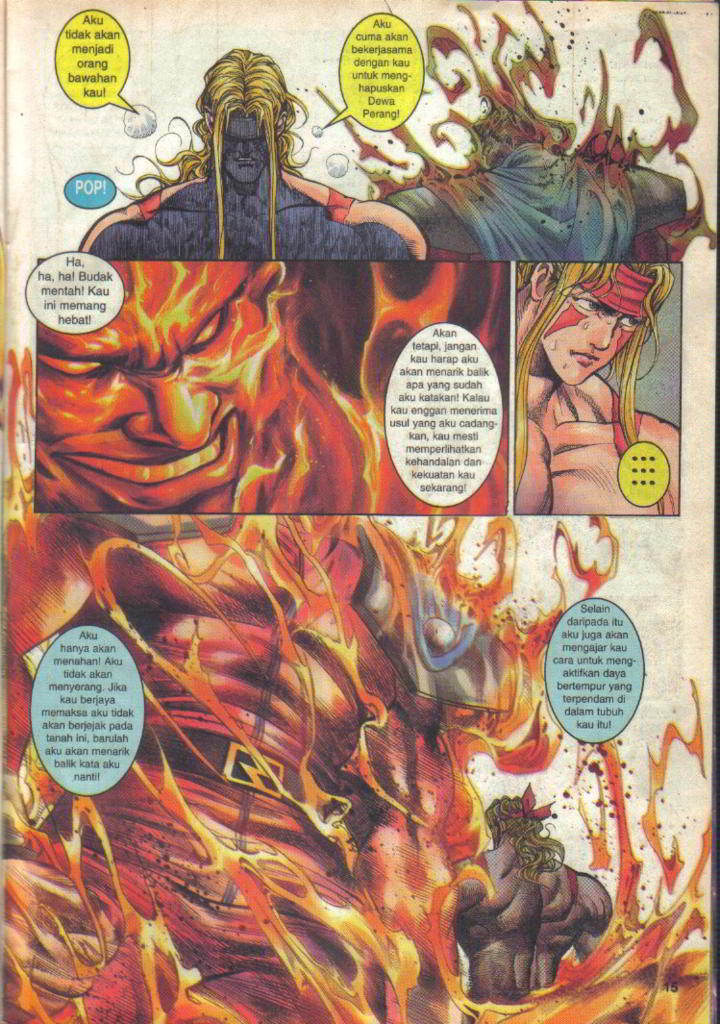 Aku
tidak akan
menjadi
orang
bawahan
kau!
Aku
cuma akan
bekerjasama
dengan kau
untuk meng-
hapuskan
Dewa
Perang!
POP!
Ha,
ha, ha! Budak
mentah! Kau
ini memang
hebat!
Akan
tetapi, jangan
kau harap aku
akan menarik balik
apa yang sudah
aku katakan! Kalau
kau enggan menerima
usul yang aku cadang-
kan, kau mesti
memperlihatkan
kehandalan dan
kekuatan kau
sekarang!
...
...
...
Aku
hanya akan
menahan! Aku
tidak akan
menyerang. Jika
kau berjaya
memaksa aku tidak
akan berjejak pada
tanah ini, barulah
aku akan menarik
balik kata aku
nanti!
Selain
daripada itu
aku juga akan
mengajar kau
cara untuk meng-
aktifkan daya
bertempur yang
terpendam di
dalam tubuh
kau itu!
15